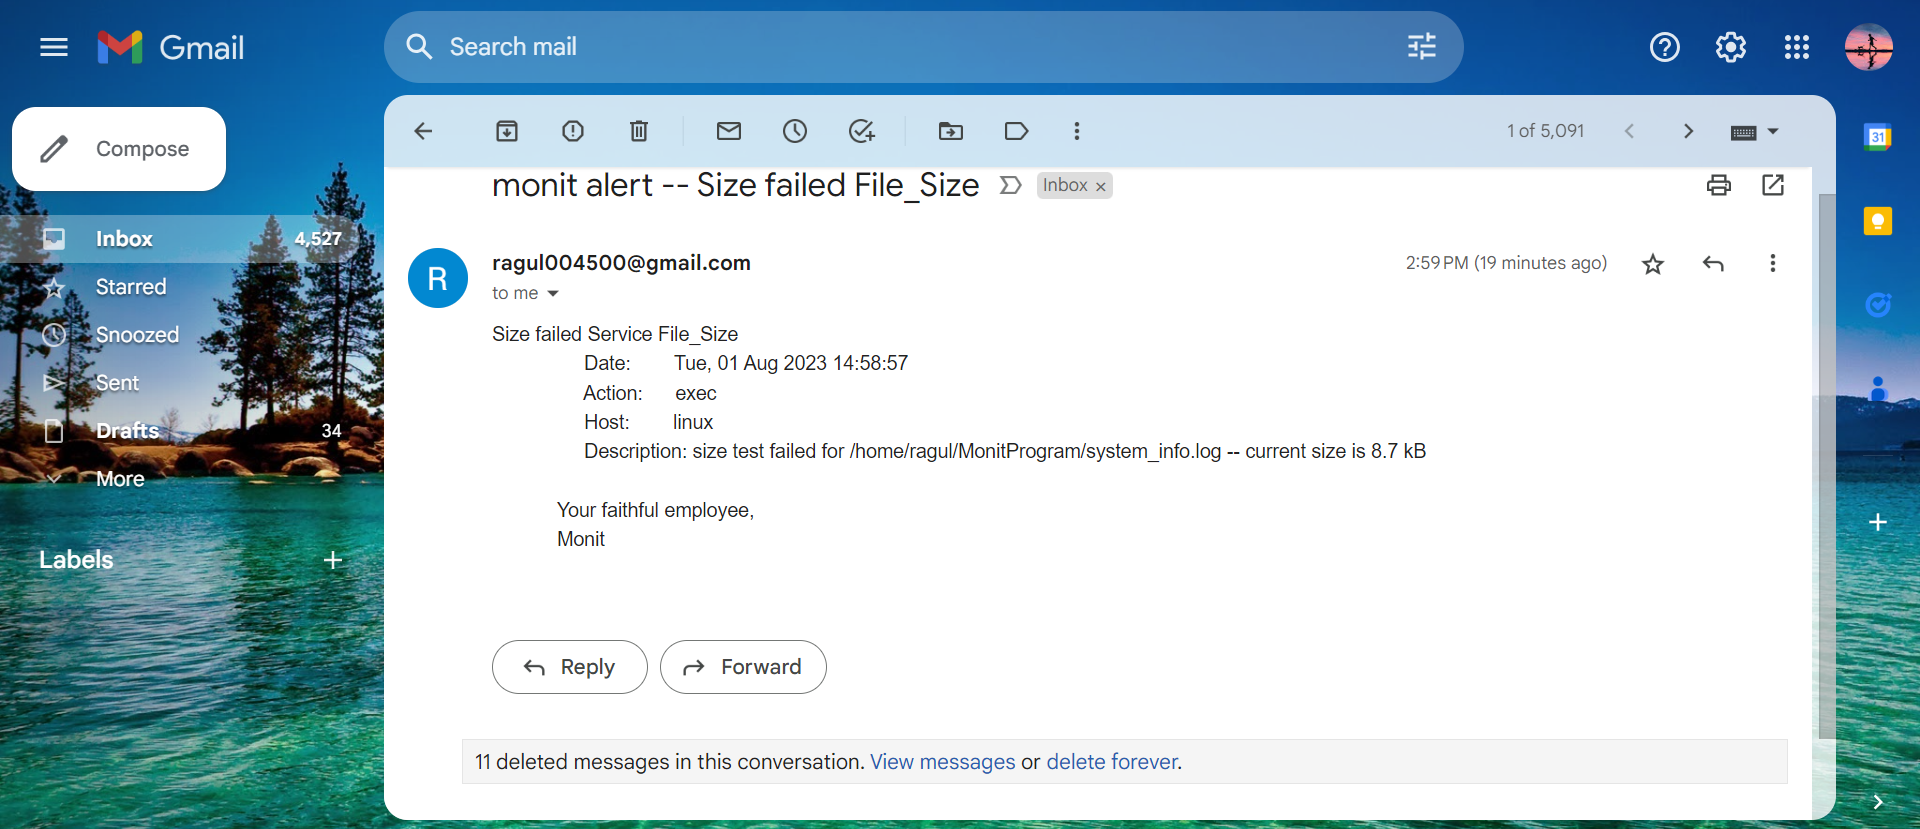 Gmail
Search mail
Compose
Inbox 4,527
Starred
Snoozed
Sent
Drafts 34
More
Labels
1 of 5,091
monit alert -- Size failed File_Size
Inbox ×
R
ragul004500@gmail.com
2:59 PM (19 minutes ago)
to me
Size failed Service File_Size
Date: Tue, 01 Aug 2023 14:58:57
Action: exec
Host: linux
Description: size test failed for /home/ragul/MonitProgram/system_info.log -- current size is 8.7 kB
Your faithful employee,
Monit
Reply
Forward
11 deleted messages in this conversation. View messages or delete forever.
31